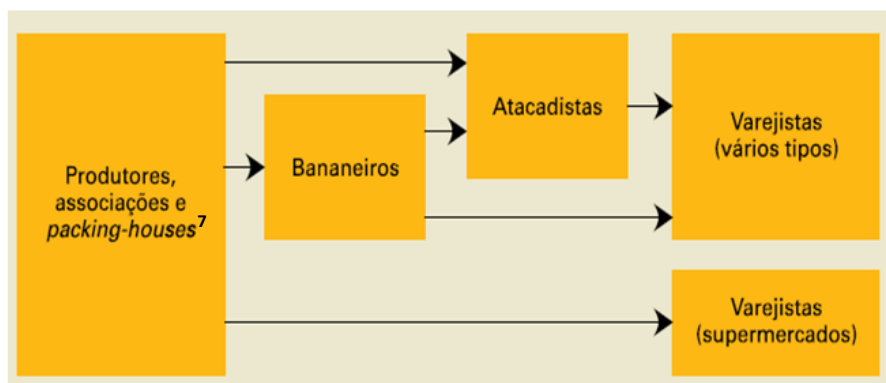 Produtores,
associações e
packing-houses7
Bananeiros
Atacadistas
Varejistas
(vários tipos)
Varejistas
(supermercados)